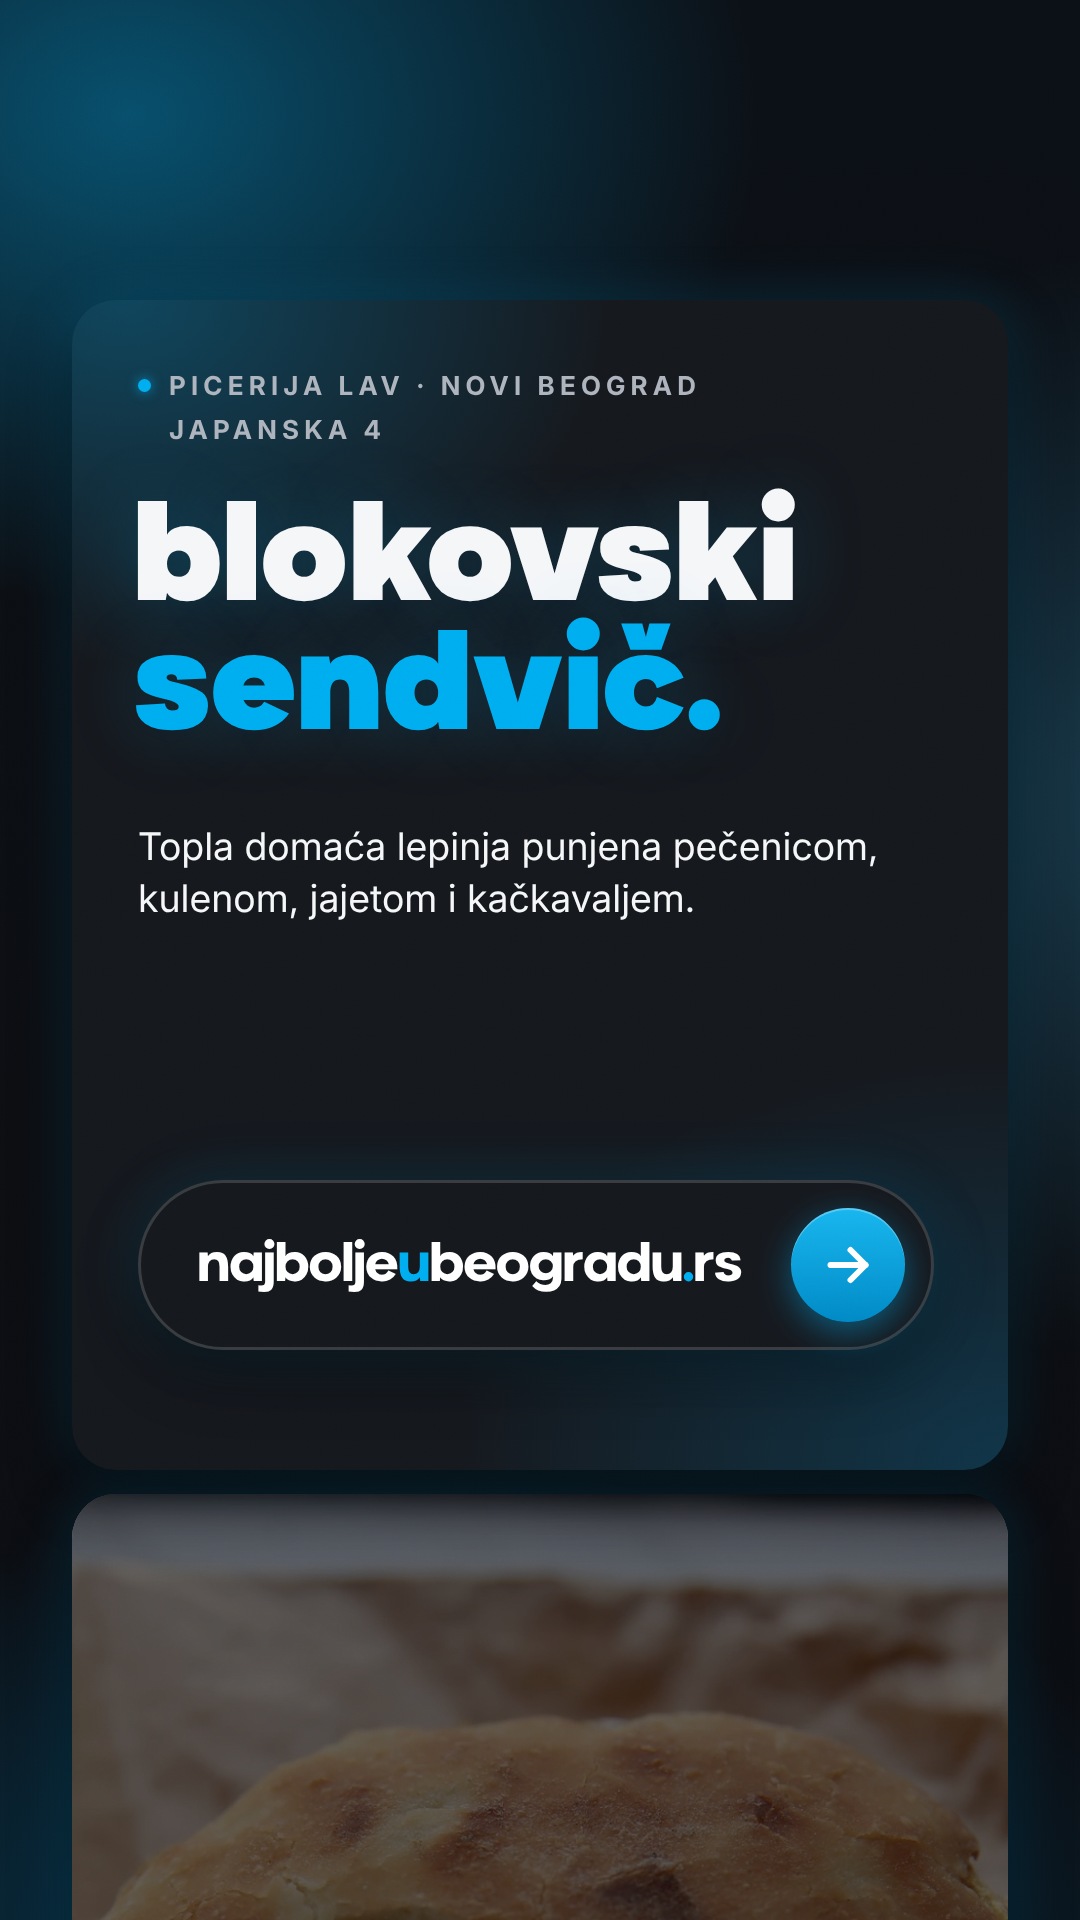 PICERIJA LAV · NOVI BEOGRAD
JAPANSKA 4
blokovski
sendvič.
Topla domaća lepinja punjena pečenicom,
kulenom, jajetom i kačkavaljem.
najboljeubeogradu.rs